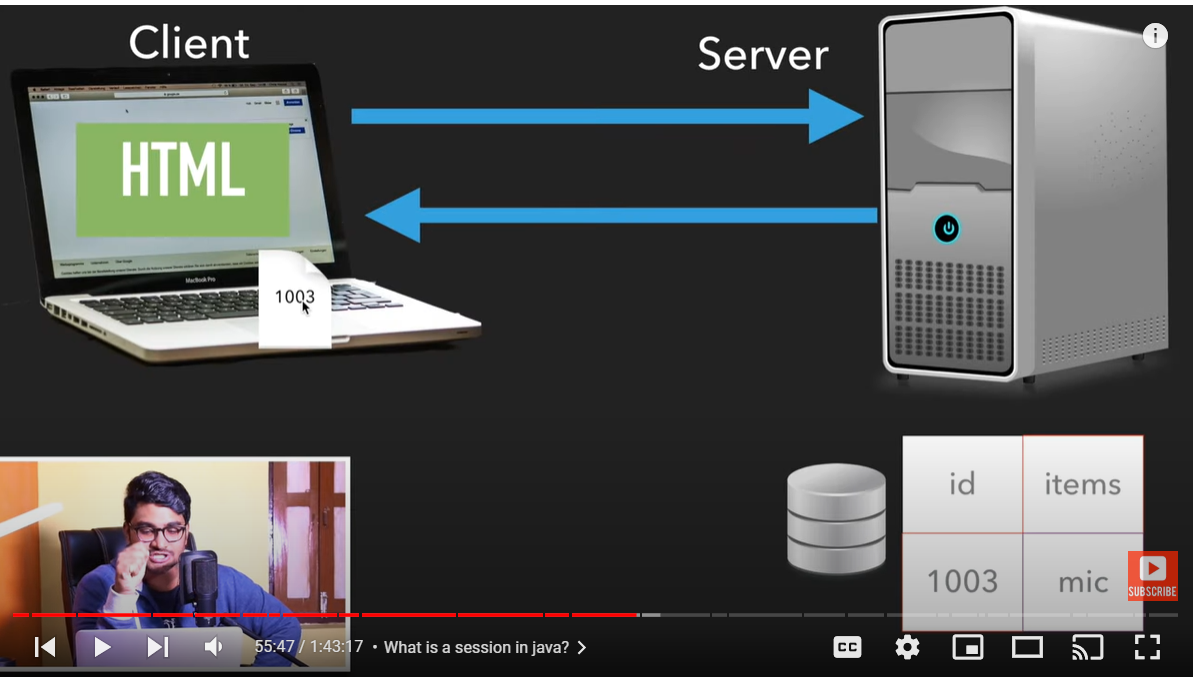 Client
Server
HTML
MacBook Pro
1003
id
items
1003
mic
SUBSCRIBE
55:47 / 1:43:17 • What is a session in java? >
CC